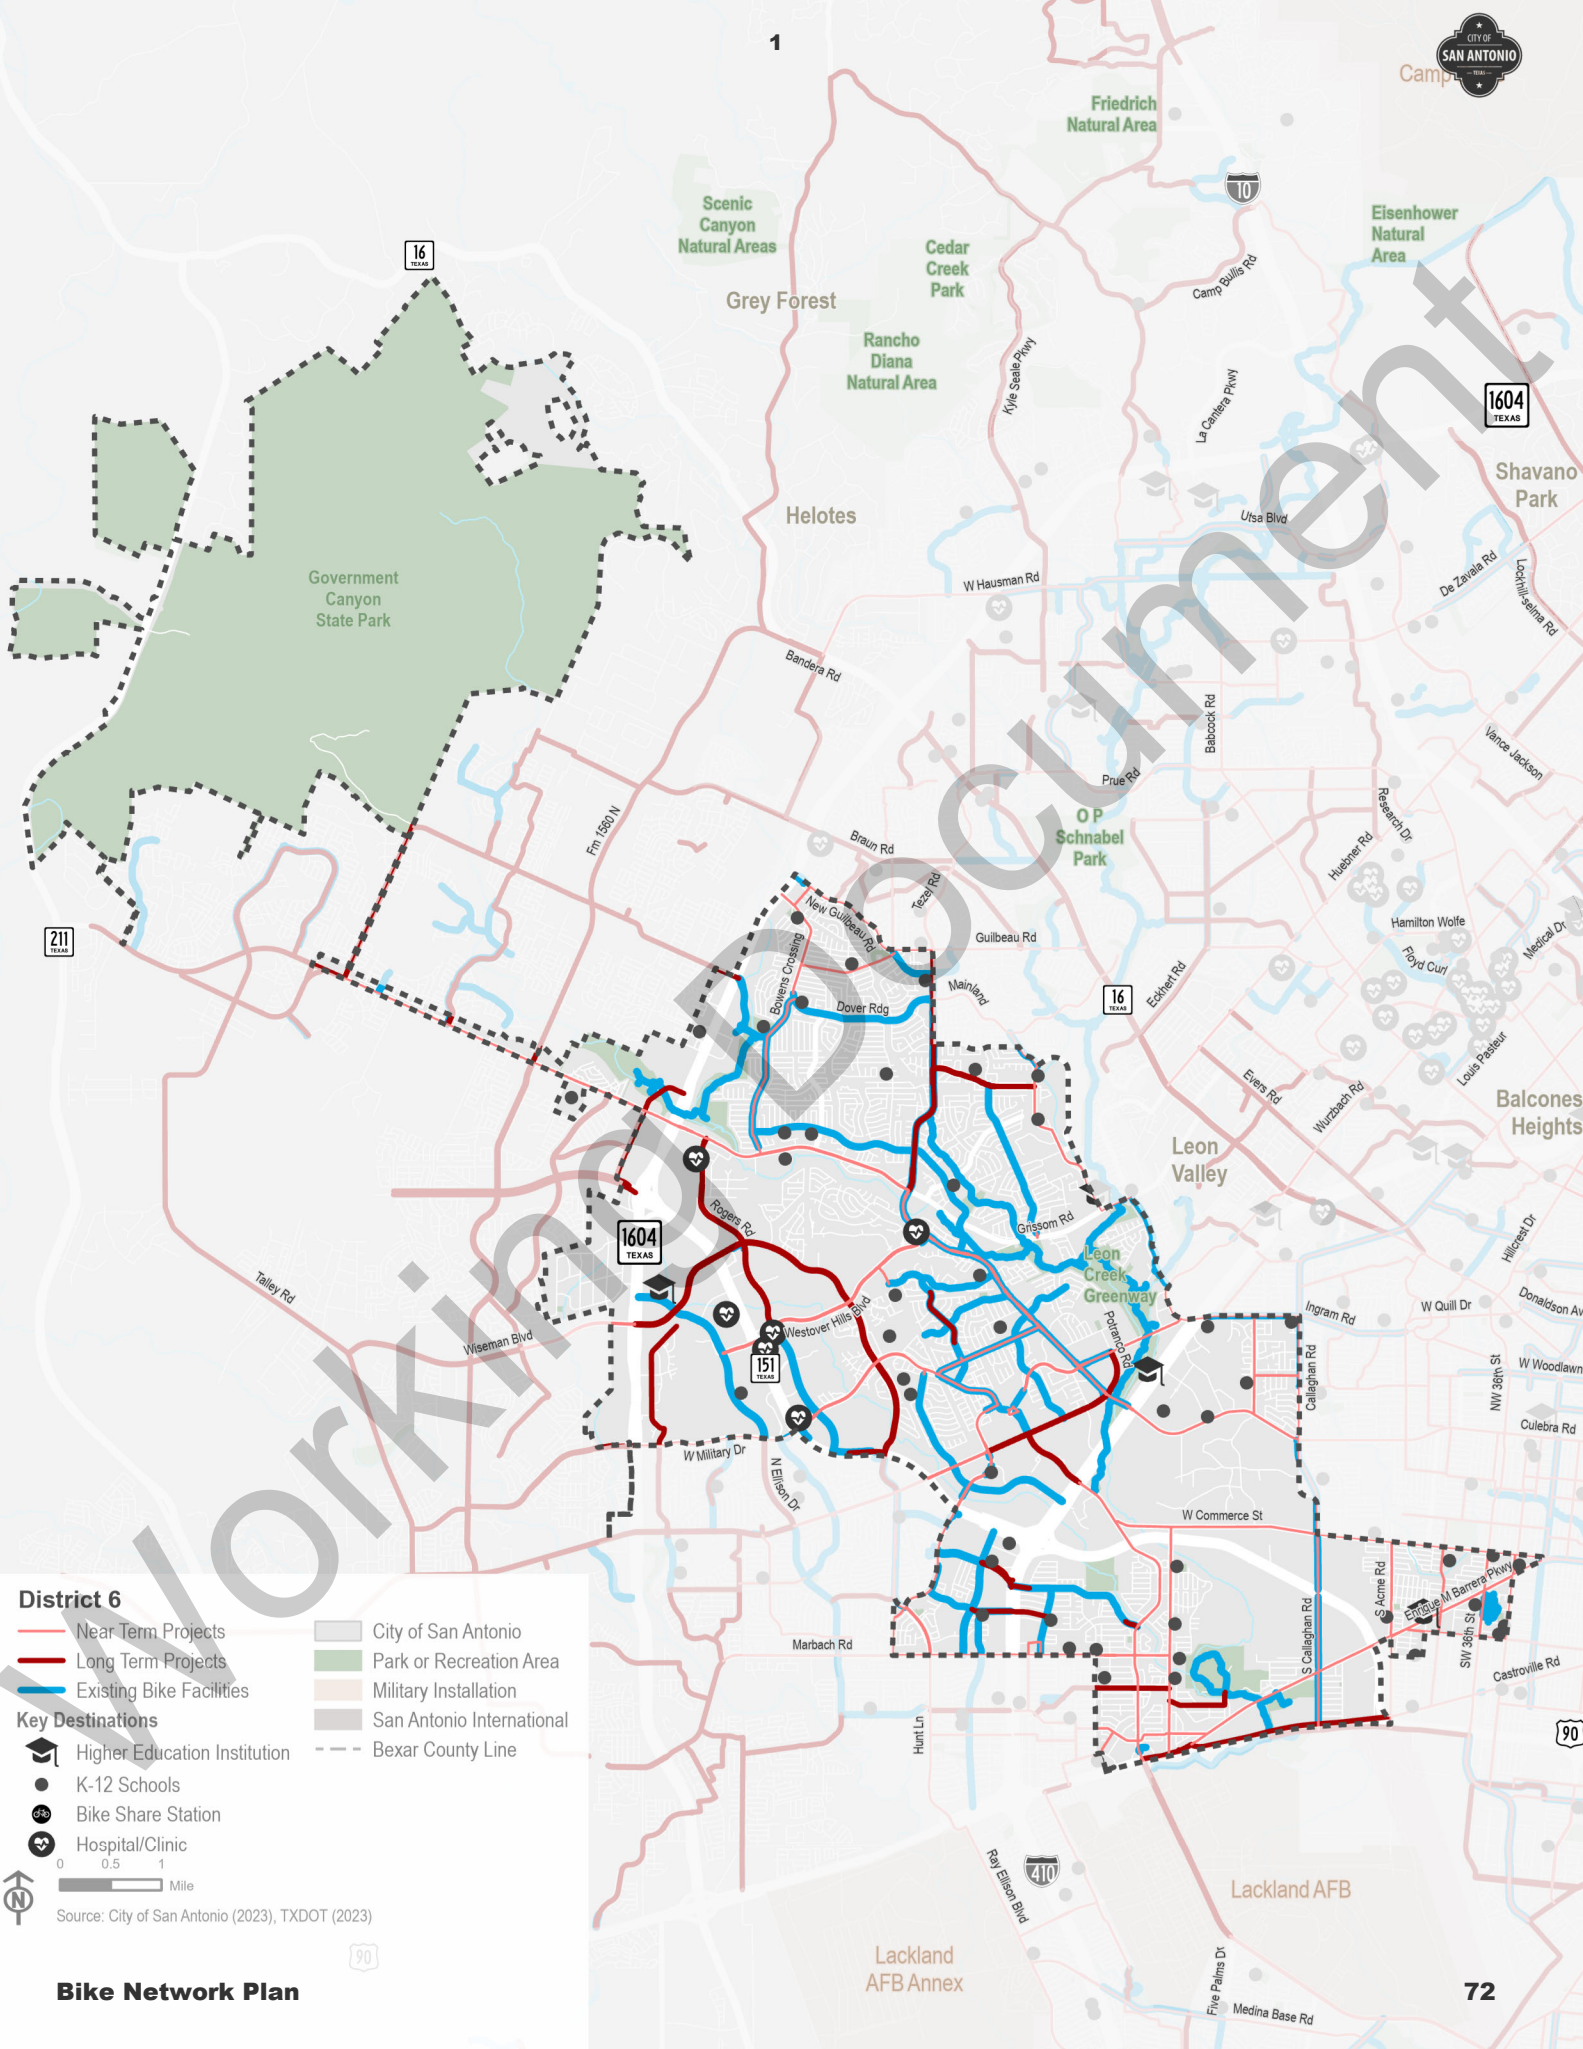 1
CITY OF
SAN ANTONIO
TEXAS
Camp
Friedrich
Natural Area
10
Scenic
Canyon
Natural Areas
Eisenhower
Natural
Area
16
TEXAS
Cedar
Creek
Park
Camp Bullis Rd
Grey Forest
Rancho
Diana
Natural Area
Kyle Seale Pkwy
La Cantera Pkwy
1604
TEXAS
Shavano
Park
Helotes
Utsa Blvd
W Hausman Rd
De Zavala Rd
Lockhill-selma Rd
Government
Canyon
State Park
Bandera Rd
Babcock Rd
Vance Jackson
Prue Rd
Research Dr
Fm 1560 N
O P
Schnabel
Park
Braun Rd
Huebner Rd
Tezel Rd
New Guilbeau Rd
Hamilton Wolfe
Medical Dr
211
TEXAS
Guilbeau Rd
Floyd Curl
Bowens Crossing
Mainland
Eckhert Rd
16
TEXAS
Dover Rdg
Louis Pasteur
Evers Rd
Wurzbach Rd
Balcones
Heights
Leon
Valley
Rogers Rd
Grissom Rd
1604
TEXAS
Hillcrest Dr
Leon
Creek
Greenway
Talley Rd
Ingram Rd
W Quill Dr
Donaldson Av
Westover Hills Blvd
Wiseman Blvd
Potranco Rd
151
TEXAS
Callaghan Rd
NW 36th St
W Woodlawn
Culebra Rd
W Military Dr
N Ellison Dr
W Commerce St
S Acme Rd
Enrique M Barrera Pkwy
S Callaghan Rd
SW 36th St
Marbach Rd
Castroville Rd
Hunt Ln
90
District 6
Near Term Projects
Long Term Projects
Existing Bike Facilities
Key Destinations
Higher Education Institution
K-12 Schools
Bike Share Station
Hospital/Clinic
City of San Antonio
Park or Recreation Area
Military Installation
San Antonio International
Bexar County Line
0 0.5 1
Mile
N
Source: City of San Antonio (2023), TXDOT (2023)
90
Ray Ellison Blvd
410
Lackland AFB
Lackland
AFB Annex
Five Palms Dr
Medina Base Rd
Bike Network Plan
72
Working Document